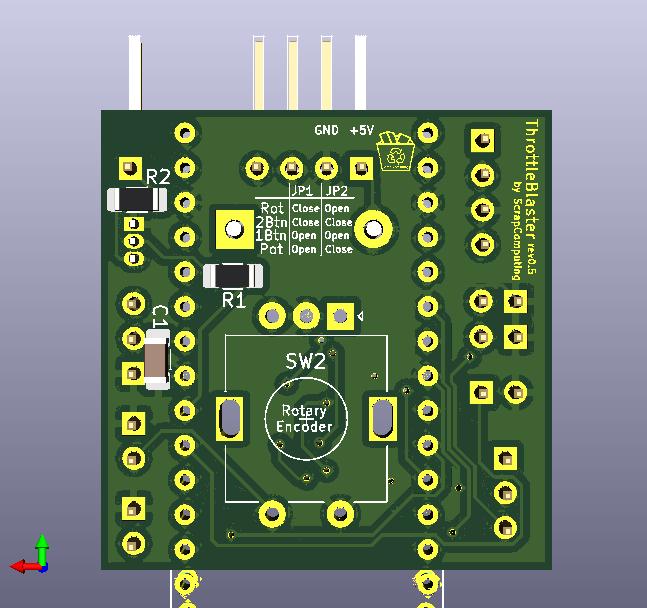 GND +5V
R2
JP1 JP2
Rot Close Open
2Btn Close Close
1Btn Open Open
Pot Open Close
R1
C1
SW2
Rotary
Encoder
ThrottleBlaster rev0.5
by ScrapComputing